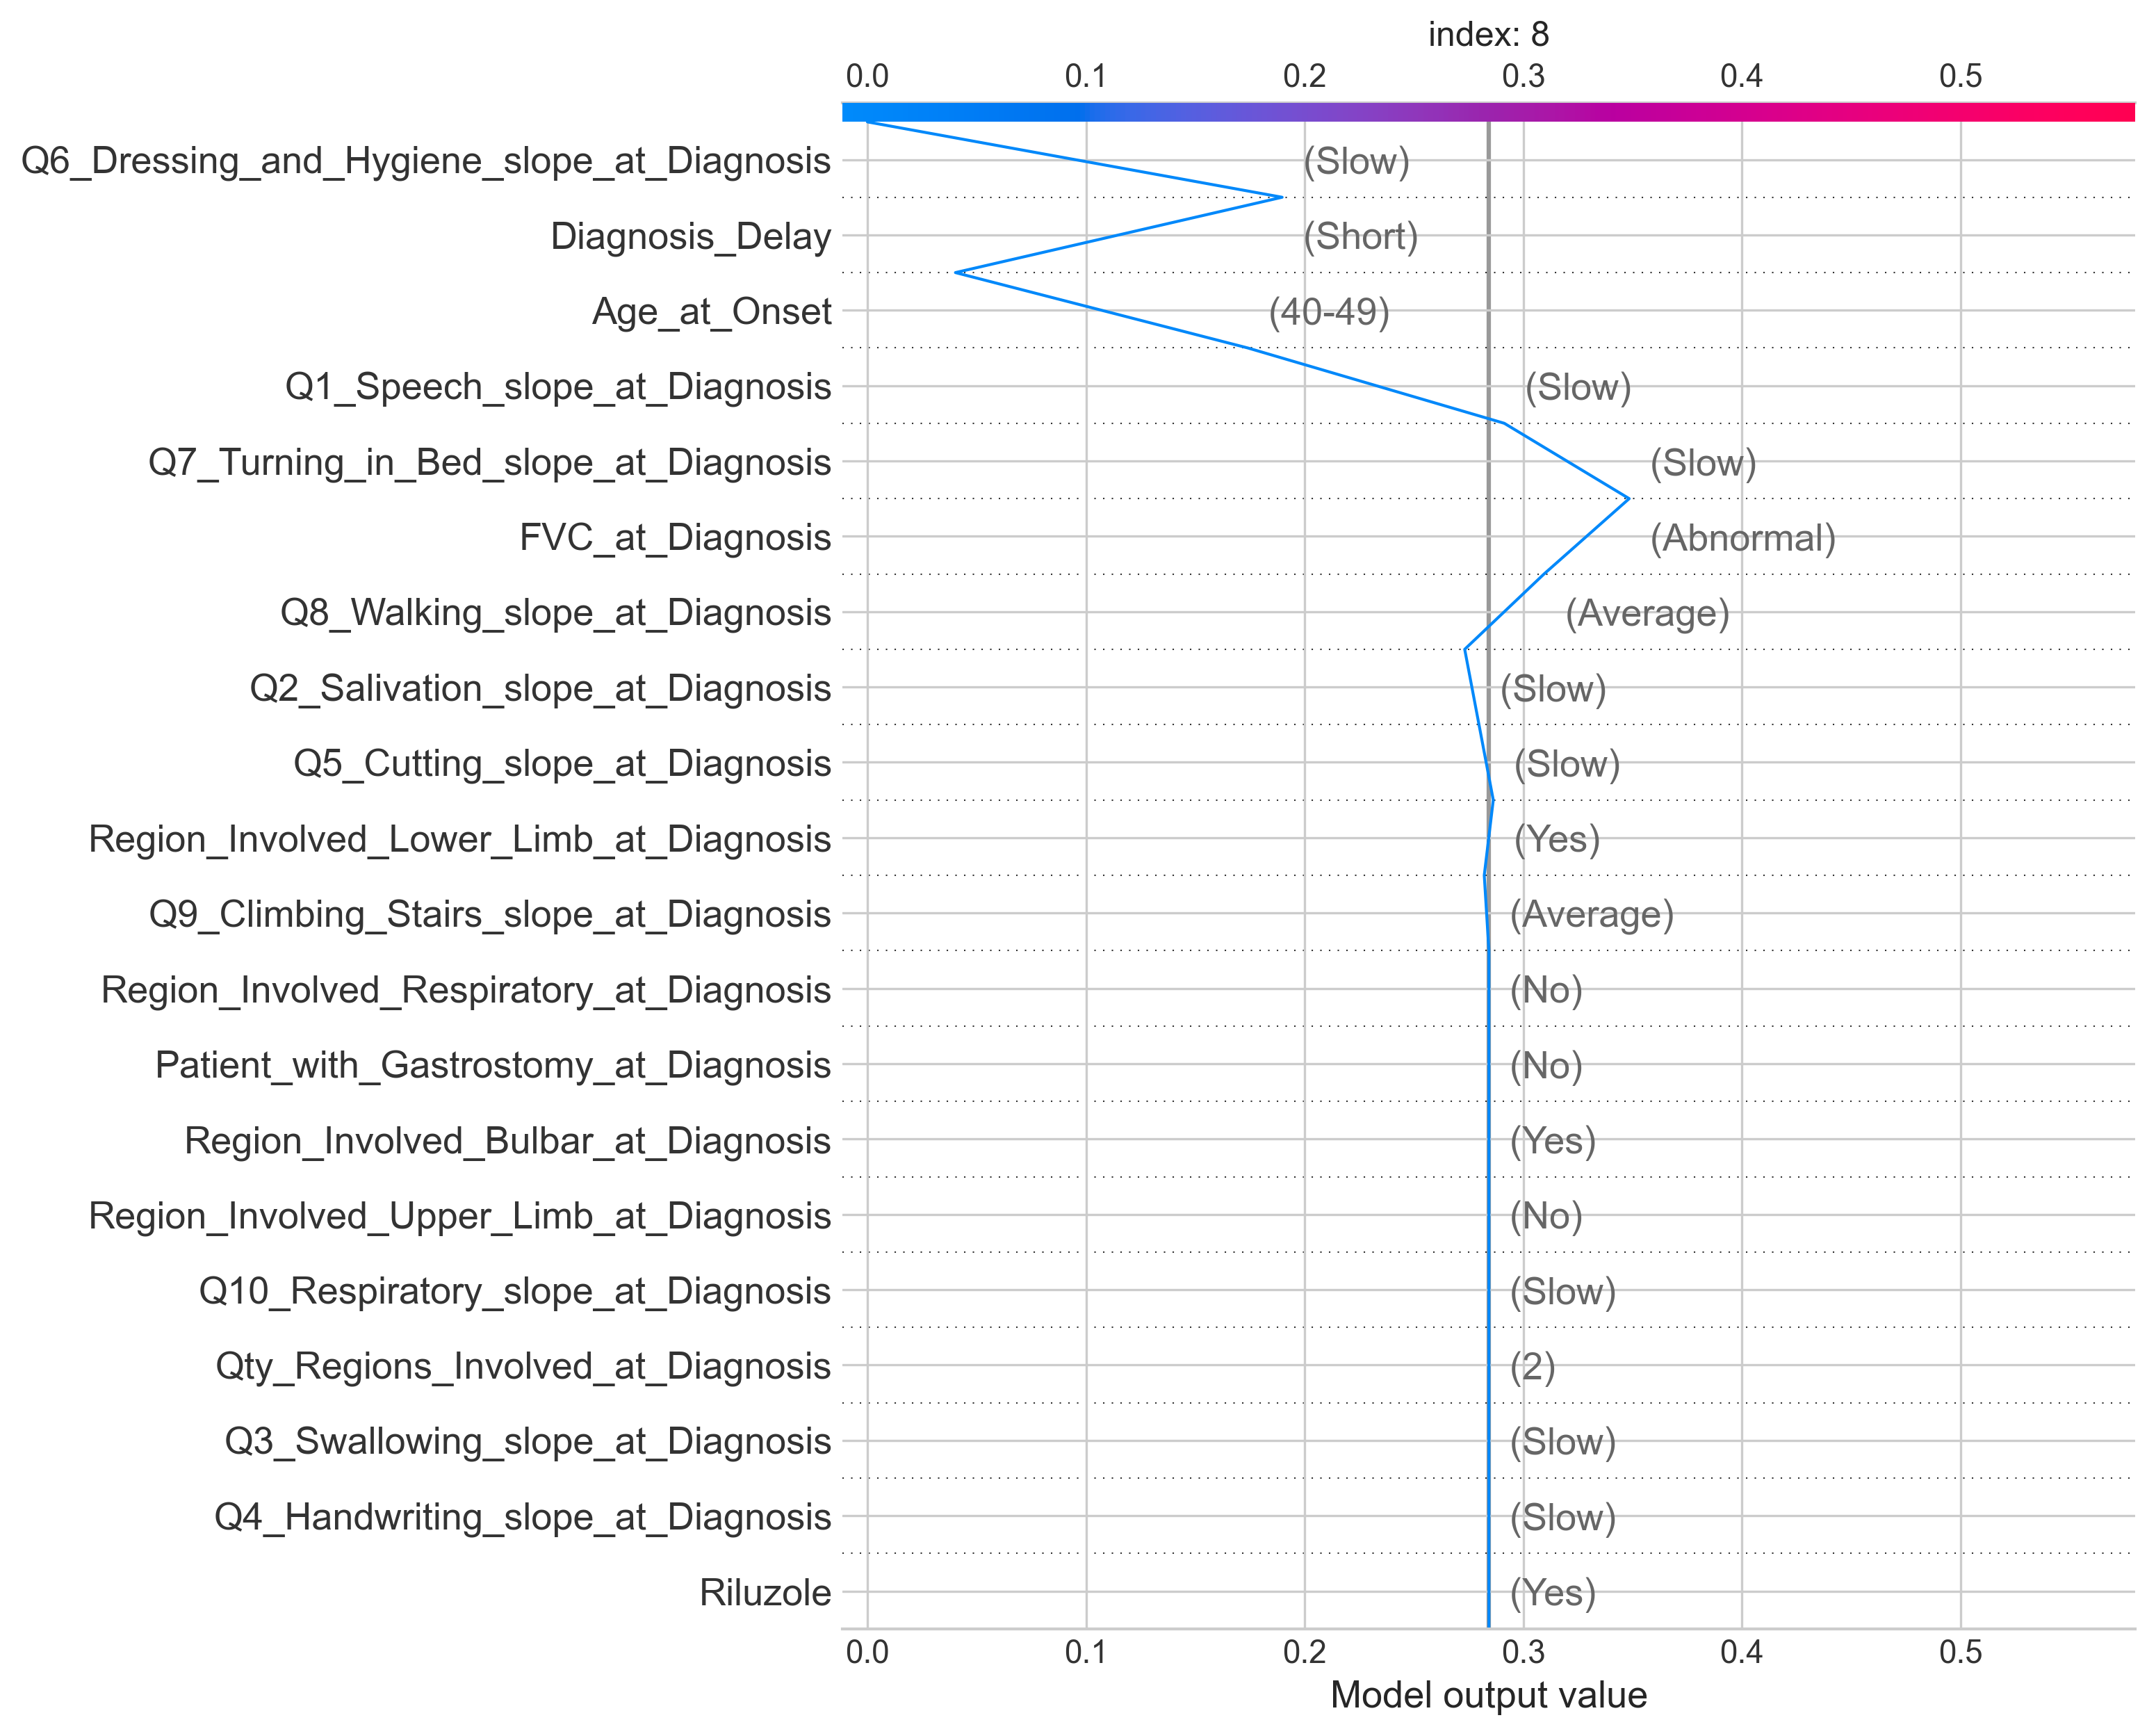 index: 8
0.0 0.1 0.2 0.3 0.4 0.5
Q6_Dressing_and_Hygiene_slope_at_Diagnosis (Slow)
Diagnosis_Delay (Short)
Age_at_Onset (40-49)
Q1_Speech_slope_at_Diagnosis (Slow)
Q7_Turning_in_Bed_slope_at_Diagnosis (Slow)
FVC_at_Diagnosis (Abnormal)
Q8_Walking_slope_at_Diagnosis (Average)
Q2_Salivation_slope_at_Diagnosis (Slow)
Q5_Cutting_slope_at_Diagnosis (Slow)
Region_Involved_Lower_Limb_at_Diagnosis (Yes)
Q9_Climbing_Stairs_slope_at_Diagnosis (Average)
Region_Involved_Respiratory_at_Diagnosis (No)
Patient_with_Gastrostomy_at_Diagnosis (No)
Region_Involved_Bulbar_at_Diagnosis (Yes)
Region_Involved_Upper_Limb_at_Diagnosis (No)
Q10_Respiratory_slope_at_Diagnosis (Slow)
Qty_Regions_Involved_at_Diagnosis (2)
Q3_Swallowing_slope_at_Diagnosis (Slow)
Q4_Handwriting_slope_at_Diagnosis (Slow)
Riluzole (Yes)
0.0 0.1 0.2 0.3 0.4 0.5
Model output value